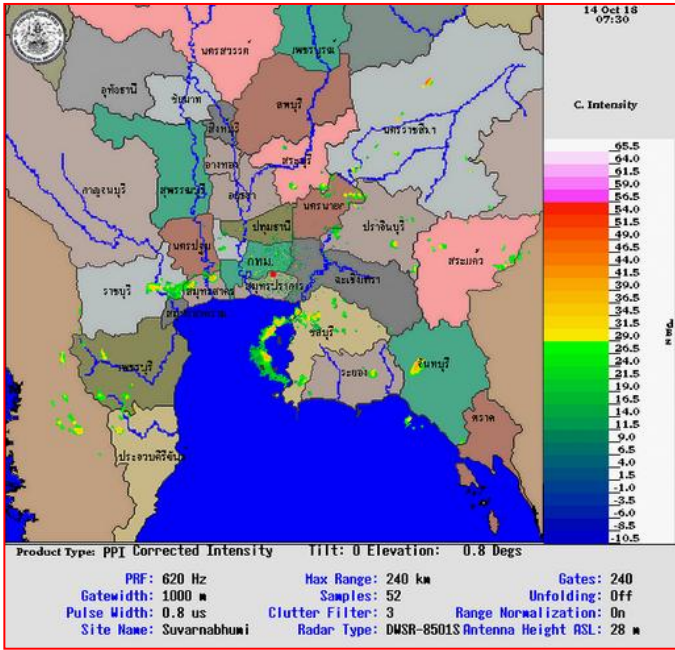 14 Oct 18
07:30
C. Intensity
นครสวรรค์
เพชรบูรณ์
อุทัยธานี
ชัยนาท
ลพบุรี
สิงห์บุรี
นครราชสีมา
อ่างทอง
สระบุรี
กาญจนบุรี
สุพรรณบุรี
อยุธยา
นครนายก
ปราจีนบุรี
ปทุมธานี
นครปฐม
สระแก้ว
กทม.
ราชบุรี
ฉะเชิงเทรา
สมุทรสาคร
สมุทรปราการ
ชลบุรี
เพชรบุรี
ระยอง
จันทบุรี
ตราด
ประจวบคีรีขันธ์
65.5
64.0
61.5
59.0
56.5
54.0
51.5
49.0
46.5
44.0
41.5
39.0
36.5
34.0
31.5
29.0
26.5
24.0
21.5
19.0
16.5
14.0
11.5
9.0
6.5
4.0
1.5
-1.0
-3.5
-6.0
-8.5
-10.5
Product Type: PPI Corrected Intensity Tilt: 0 Elevation: 0.8 Degs
PRF: 620 Hz Max Range: 240 km Gates: 240
Gatewidth: 1000 m Samples: 52 Unfolding: Off
Pulse Width: 0.8 us Clutter Filter: 3 Range Normalization: On
Site Name: Suvarnabhumi Radar Type: DWSR-8501S Antenna Height ASL: 28 m